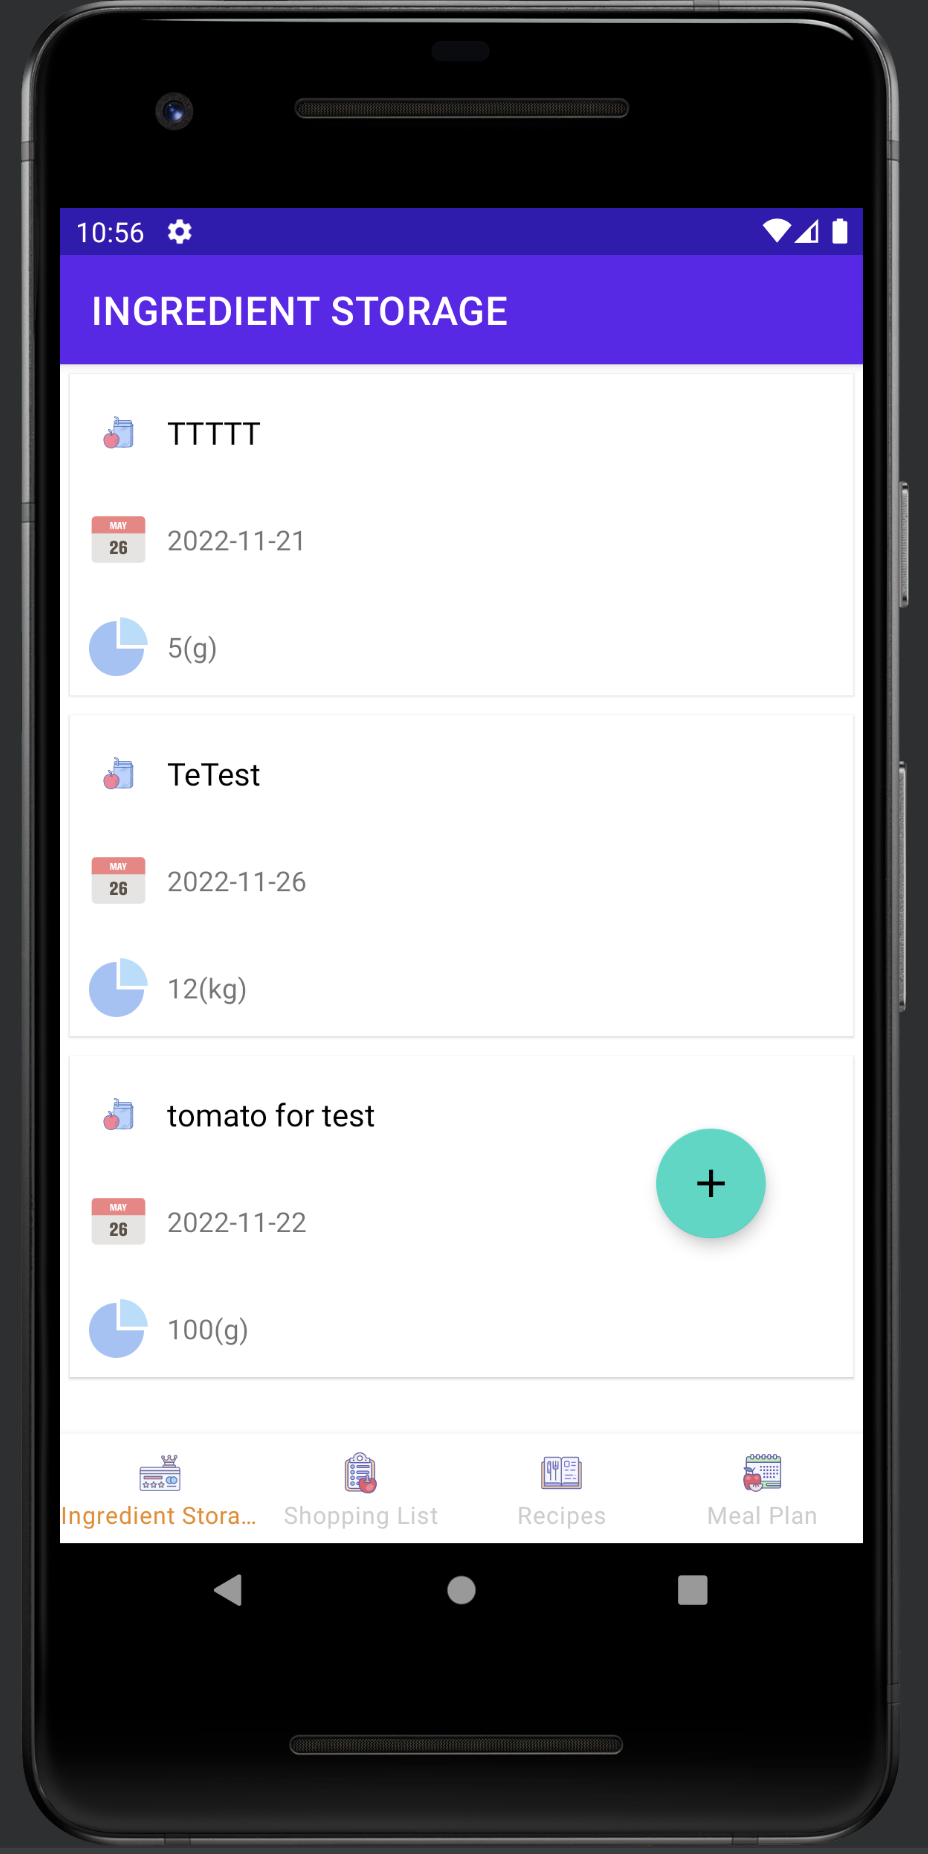 10:56
INGREDIENT STORAGE
TTTTT
MAY
26
2022-11-21
5(g)
TeTest
MAY
26
2022-11-26
12(kg)
tomato for test
MAY
26
2022-11-22
+
100(g)
Ingredient Stora...
Shopping List
Recipes
Meal Plan